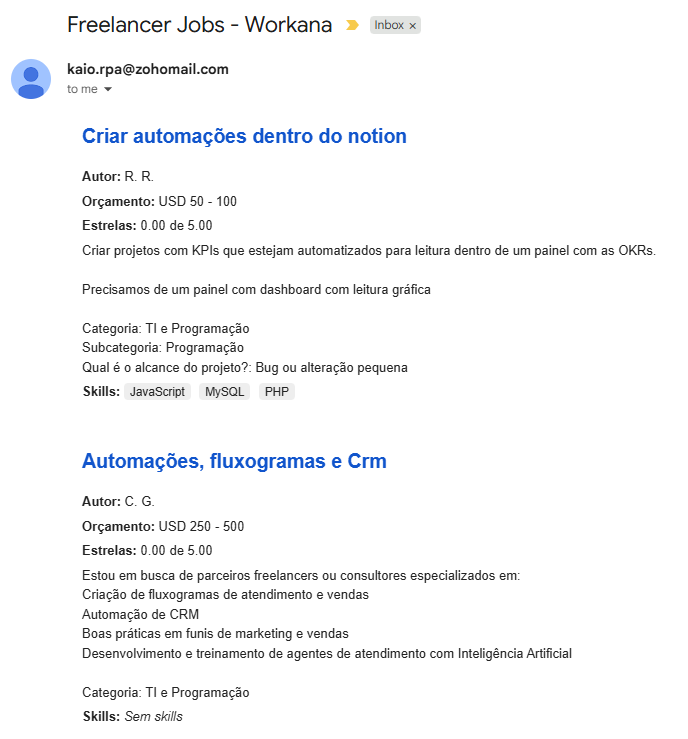 Freelancer Jobs - Workana
Inbox ×
kaio.rpa@zohomail.com
to me
Criar automações dentro do notion
Autor: R. R.
Orçamento: USD 50 - 100
Estrelas: 0.00 de 5.00
Criar projetos com KPIs que estejam automatizados para leitura dentro de um painel com as OKRs.
Precisamos de um painel com dashboard com leitura gráfica
Categoria: TI e Programação
Subcategoria: Programação
Qual é o alcance do projeto?: Bug ou alteração pequena
Skills: JavaScript MySQL PHP
Automações, fluxogramas e Crm
Autor: C. G.
Orçamento: USD 250 - 500
Estrelas: 0.00 de 5.00
Estou em busca de parceiros freelancers ou consultores especializados em:
Criação de fluxogramas de atendimento e vendas
Automação de CRM
Boas práticas em funis de marketing e vendas
Desenvolvimento e treinamento de agentes de atendimento com Inteligência Artificial
Categoria: TI e Programação
Skills: Sem skills